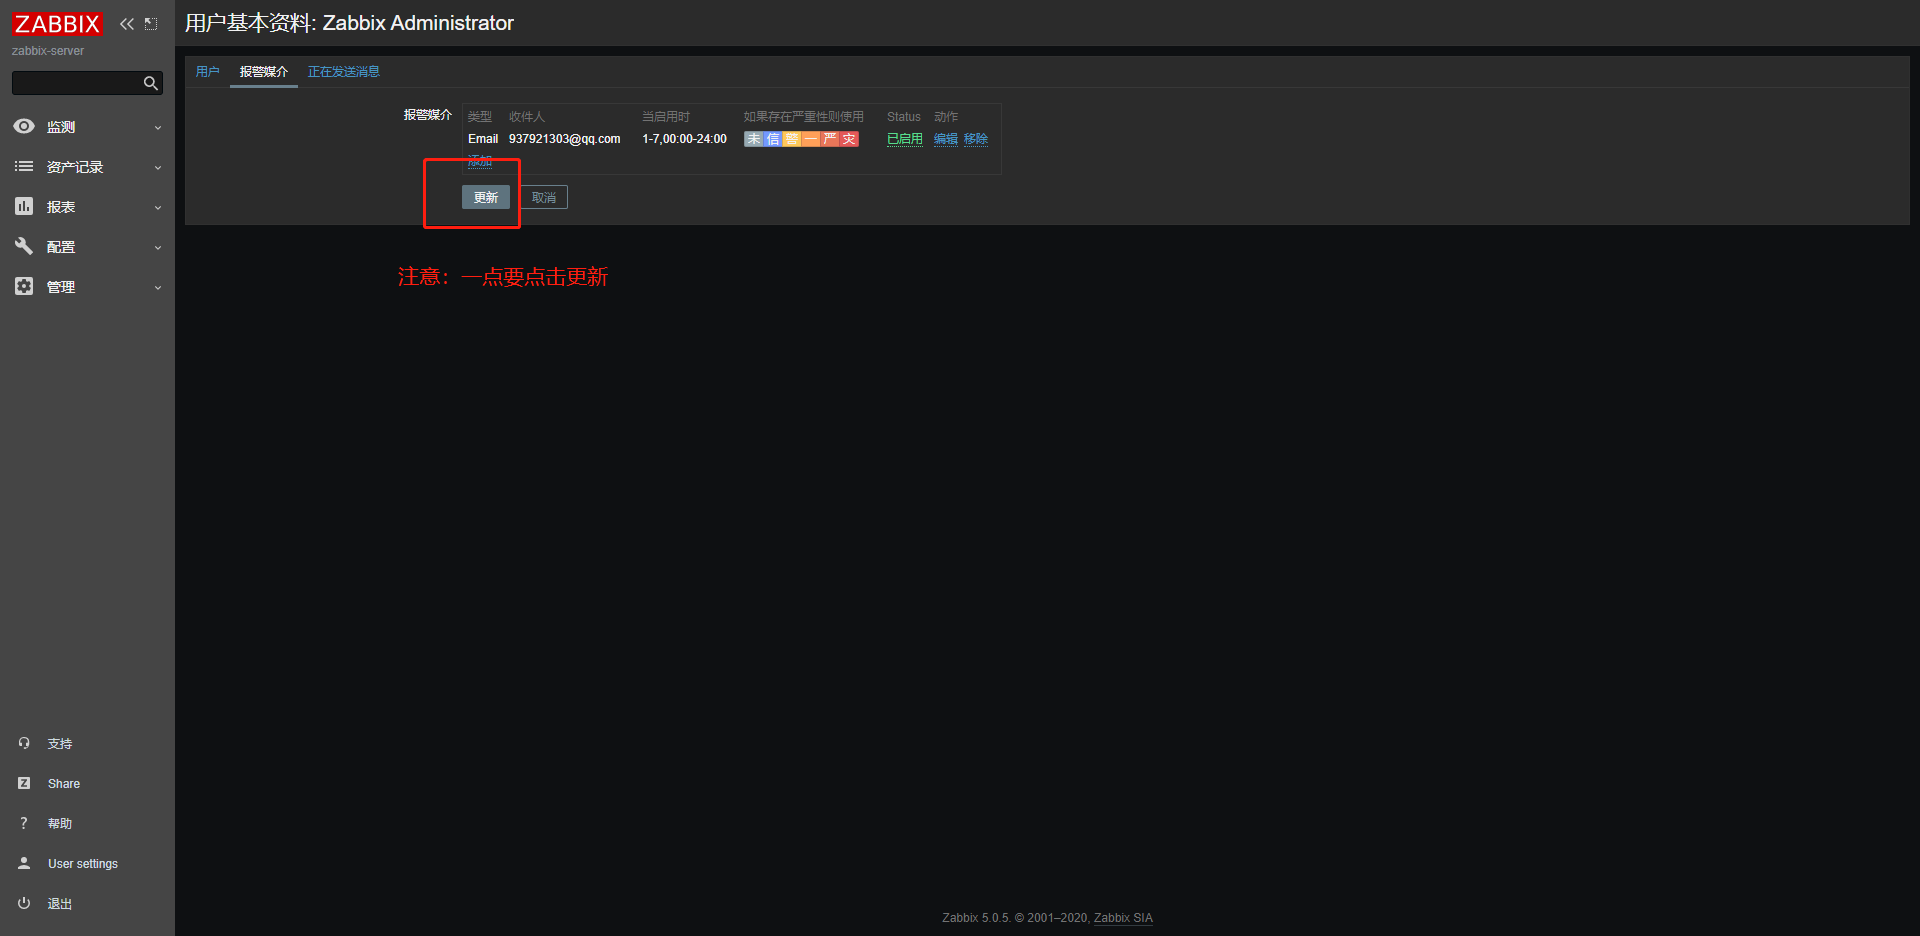 ZABBIX
zabbix-server
监测
资产记录
报表
配置
管理
支持
Z Share
? 帮助
User settings
退出
用户基本资料: Zabbix Administrator
用户 报警媒介 正在发送消息
报警媒介 类型 收件人 当启用时 如果存在严重性则使用 Status 动作
Email 937921303@qq.com 1-7,00:00-24:00 未 信 警 一 严 灾 已启用 编辑 移除
添加
更新 取消
注意：一点要点击更新
Zabbix 5.0.5. © 2001–2020, Zabbix SIA